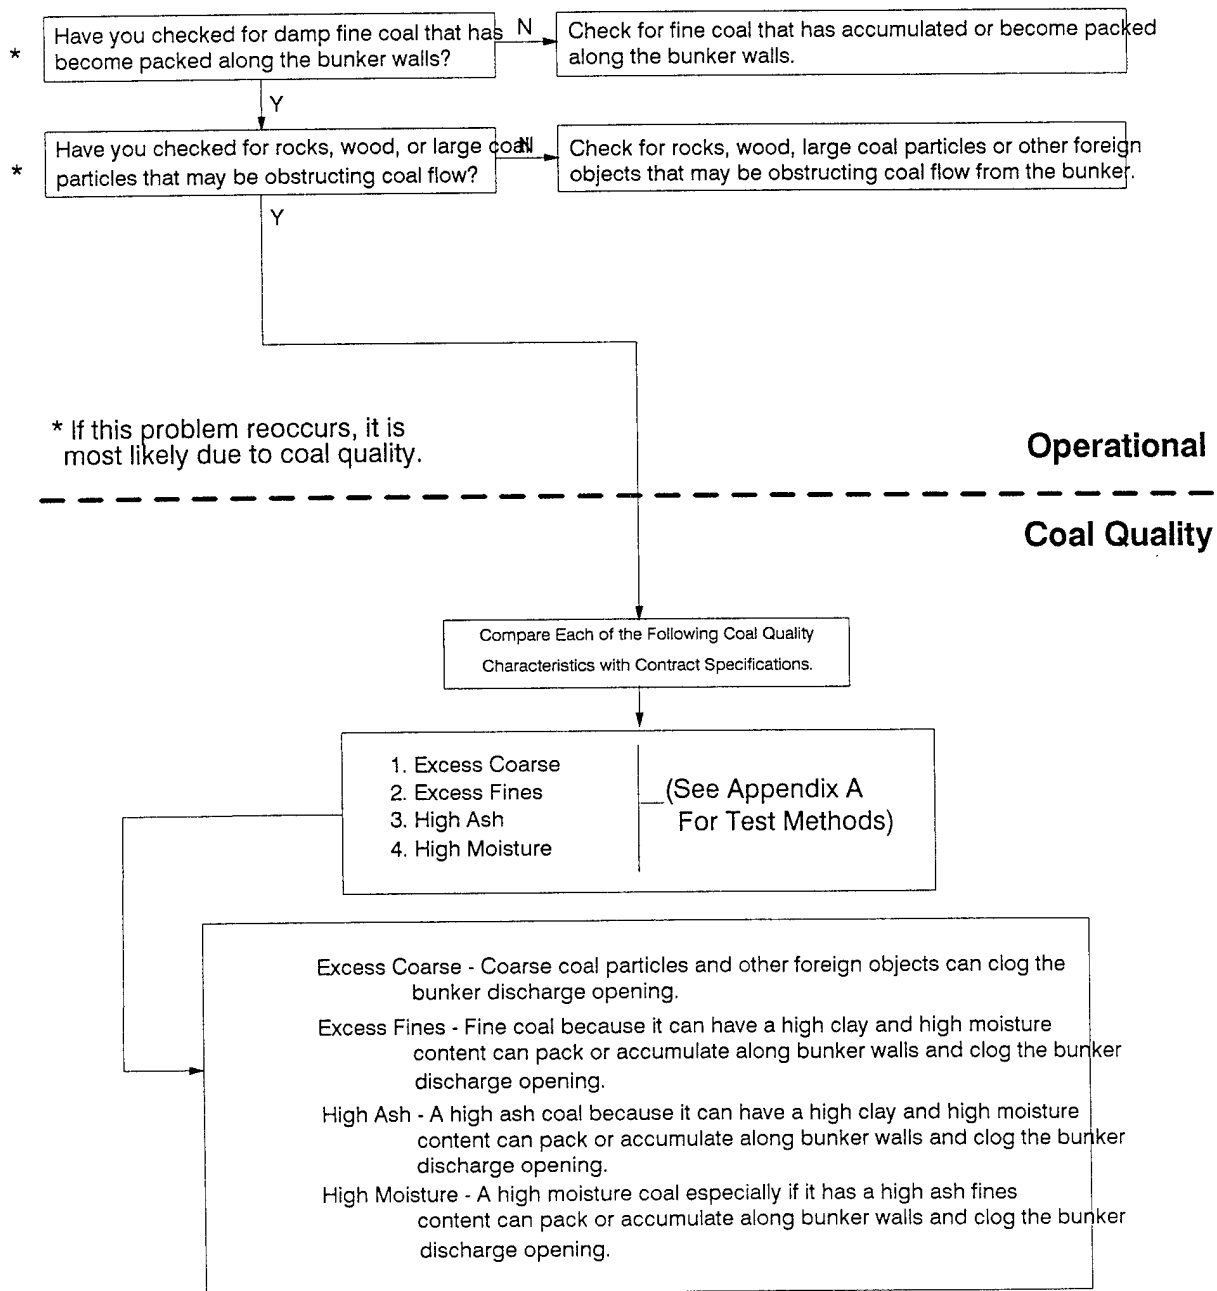 Have you checked for damp fine coal that has
* become packed along the bunker walls?
N
Check for fine coal that has accumulated or become packed
along the bunker walls.
Y
Have you checked for rocks, wood, or large coal
* particles that may be obstructing coal flow?
N
Check for rocks, wood, large coal particles or other foreign
objects that may be obstructing coal flow from the bunker.
Y
* If this problem reoccurs, it is
most likely due to coal quality.
Operational
Coal Quality
Compare Each of the Following Coal Quality
Characteristics with Contract Specifications.
1. Excess Coarse
2. Excess Fines
3. High Ash
4. High Moisture
(See Appendix A
For Test Methods)
Excess Coarse - Coarse coal particles and other foreign objects can clog the
bunker discharge opening.
Excess Fines - Fine coal because it can have a high clay and high moisture
content can pack or accumulate along bunker walls and clog the bunker
discharge opening.
High Ash - A high ash coal because it can have a high clay and high moisture
content can pack or accumulate along bunker walls and clog the bunker
discharge opening.
High Moisture - A high moisture coal especially if it has a high ash fines
content can pack or accumulate along bunker walls and clog the bunker
discharge opening.